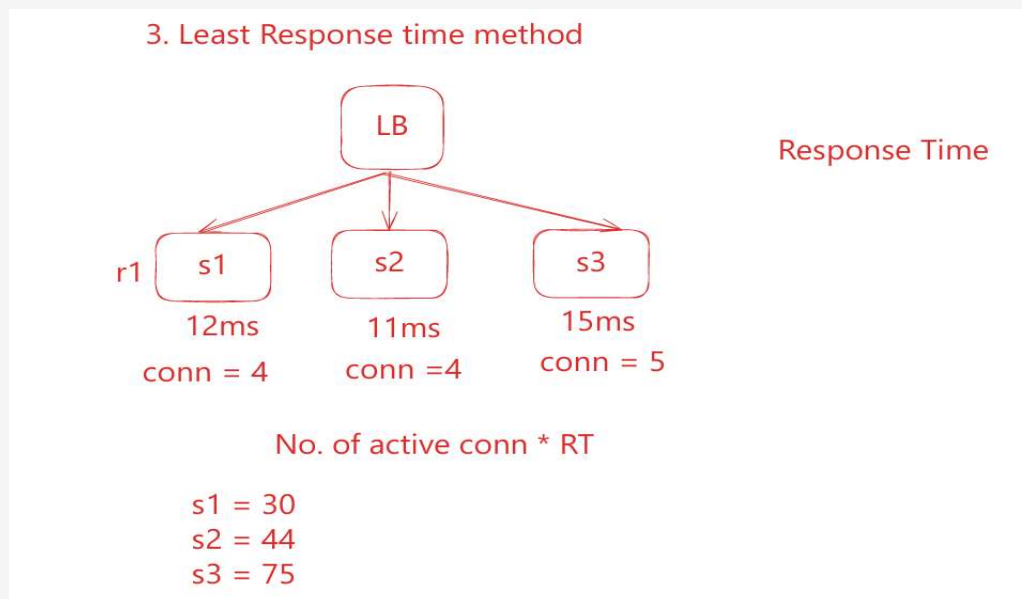 3. Least Response time method
LB
Response Time
r1
s1
s2
s3
12ms
11ms
15ms
conn = 4
conn =4
conn = 5
No. of active conn * RT
s1 = 30
s2 = 44
s3 = 75